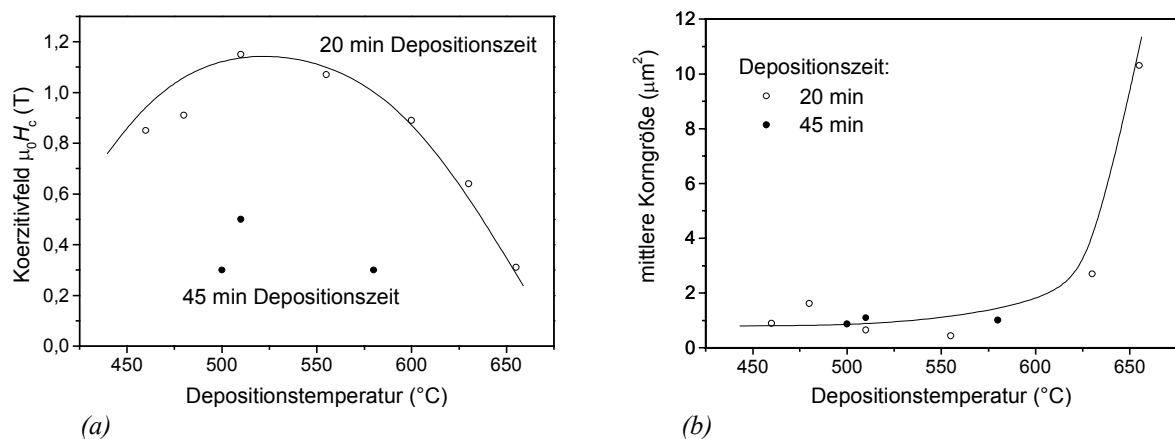 1,2
1,0
0,8
0,6
0,4
0,2
0,0
Koerzitivfeld μ0Hc (T)
20 min Depositionszeit
45 min Depositionszeit
450 500 550 600 650
Depositionstemperatur (°C)
(a)
12
10
8
6
4
2
0
mittlere Korngröße (μm²)
Depositionszeit:
20 min
45 min
450 500 550 600 650
Depositionstemperatur (°C)
(b)